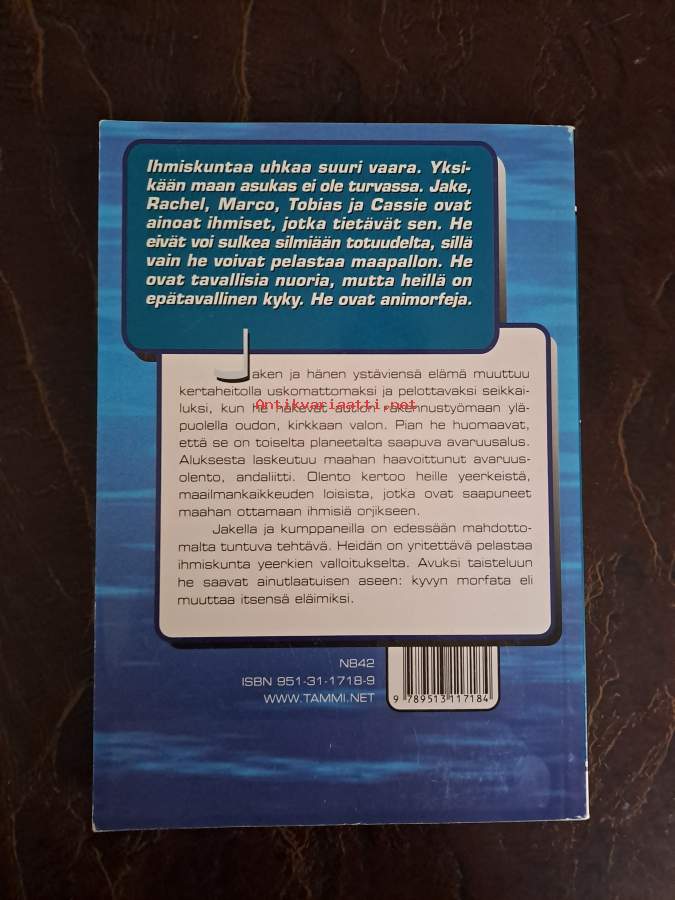 Ihmiskuntaa uhkaa suuri vaara. Yksi-
kään maan asukas ei ole turvassa. Jake,
Rachel, Marco, Tobias ja Cassie ovat
ainoat ihmiset, jotka tietävät sen. He
eivät voi sulkea silmiään totuudelta, sillä
vain he voivat pelastaa maapallon. He
ovat tavallisia nuoria, mutta heillä on
epätavallinen kyky. He ovat animorfeja.
Jaken ja hänen ystäviensä elämä muuttuu
kertaheitolla uskomattomaksi ja pelottavaksi seikkai-
luksi, kun he näkevät aution rakennustyömaan ylä-
Antikvariaatti.net
puolella oudon, kirkkaan valon. Pian he huomaavat,
että se on toiselta planeetalta saapuva avaruusalus.
Aluksesta laskeutuu maahan haavoittunut avaruus-
olento, andaliitti. Olento kertoo heille yeerkeistä,
maailmankaikkeuden loisista, jotka ovat saapuneet
maahan ottamaan ihmisiä orjikseen.
Jakella ja kumppaneilla on edessään mahdotto-
malta tuntuva tehtävä. Heidän on yritettävä pelastaa
ihmiskunta yeerkien valloitukselta. Avuksi taisteluun
he saavat ainutlaatuisen aseen: kyvyn morfata eli
muuttaa itsensä eläimiksi.
N842
ISBN 951-31-1718-9
WWW.TAMMI.NET
9 789513 117184